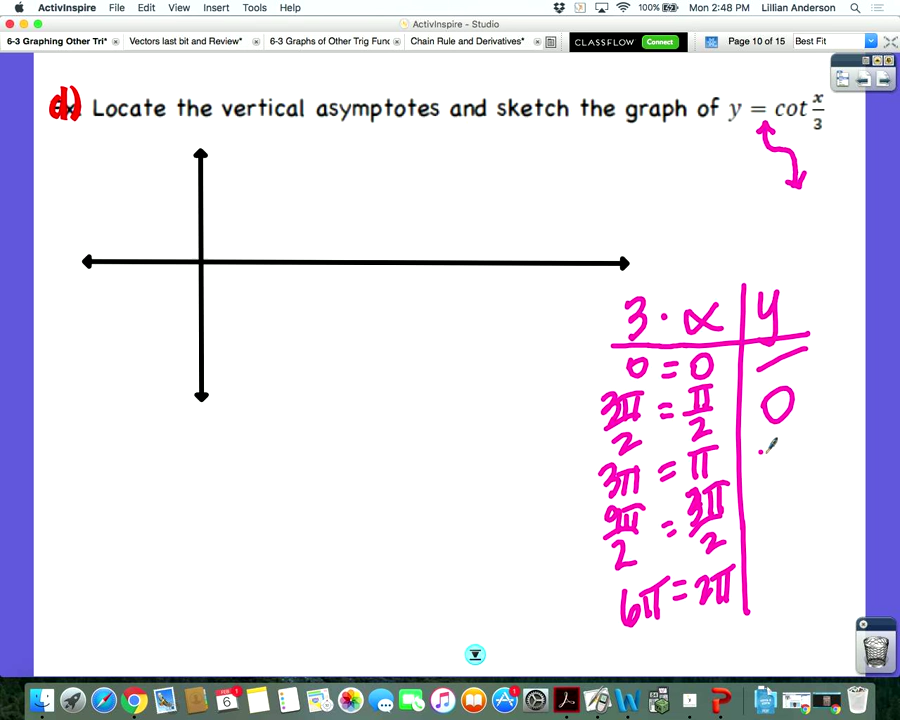 ActivInspire File Edit View Insert Tools Help 100% Mon 2:48 PM Lillian Anderson
ActivInspire - Studio
6-3 Graphing Other Tri* Vectors last bit and Review* 6-3 Graphs of Other Trig Func Chain Rule and Derivatives* CLASSFLOW Connect Page 10 of 15 Best Fit
d) Locate the vertical asymptotes and sketch the graph of y = cot x/3
3 · x y
0 = 0 —
3π/2 = π/2 0
3π = π
9π/2 = 3π/2
6π = 2π
FEB 6